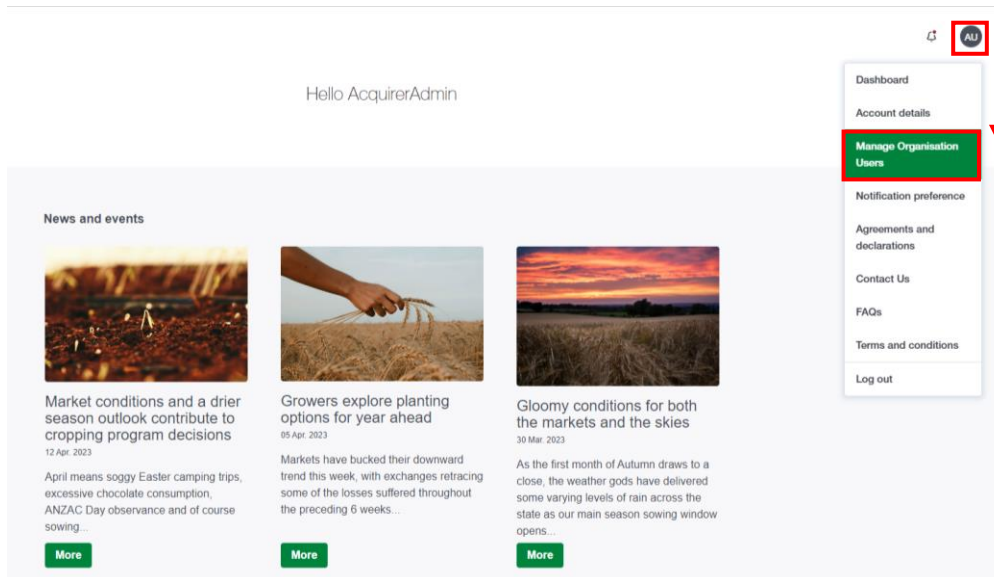 AU
Hello AcquirerAdmin
Dashboard
Account details
Manage Organisation
Users
Notification preference
Agreements and
declarations
Contact Us
FAQs
Terms and conditions
Log out
News and events
Market conditions and a drier
season outlook contribute to
cropping program decisions
12 Apr. 2023
April means soggy Easter camping trips,
excessive chocolate consumption,
ANZAC Day observance and of course
sowing...
More
Growers explore planting
options for year ahead
05 Apr. 2023
Markets have bucked their downward
trend this week, with exchanges retracing
some of the losses suffered throughout
the preceding 6 weeks...
More
Gloomy conditions for both
the markets and the skies
30 Mar. 2023
As the first month of Autumn draws to a
close, the weather gods have delivered
some varying levels of rain across the
state as our main season sowing window
opens...
More